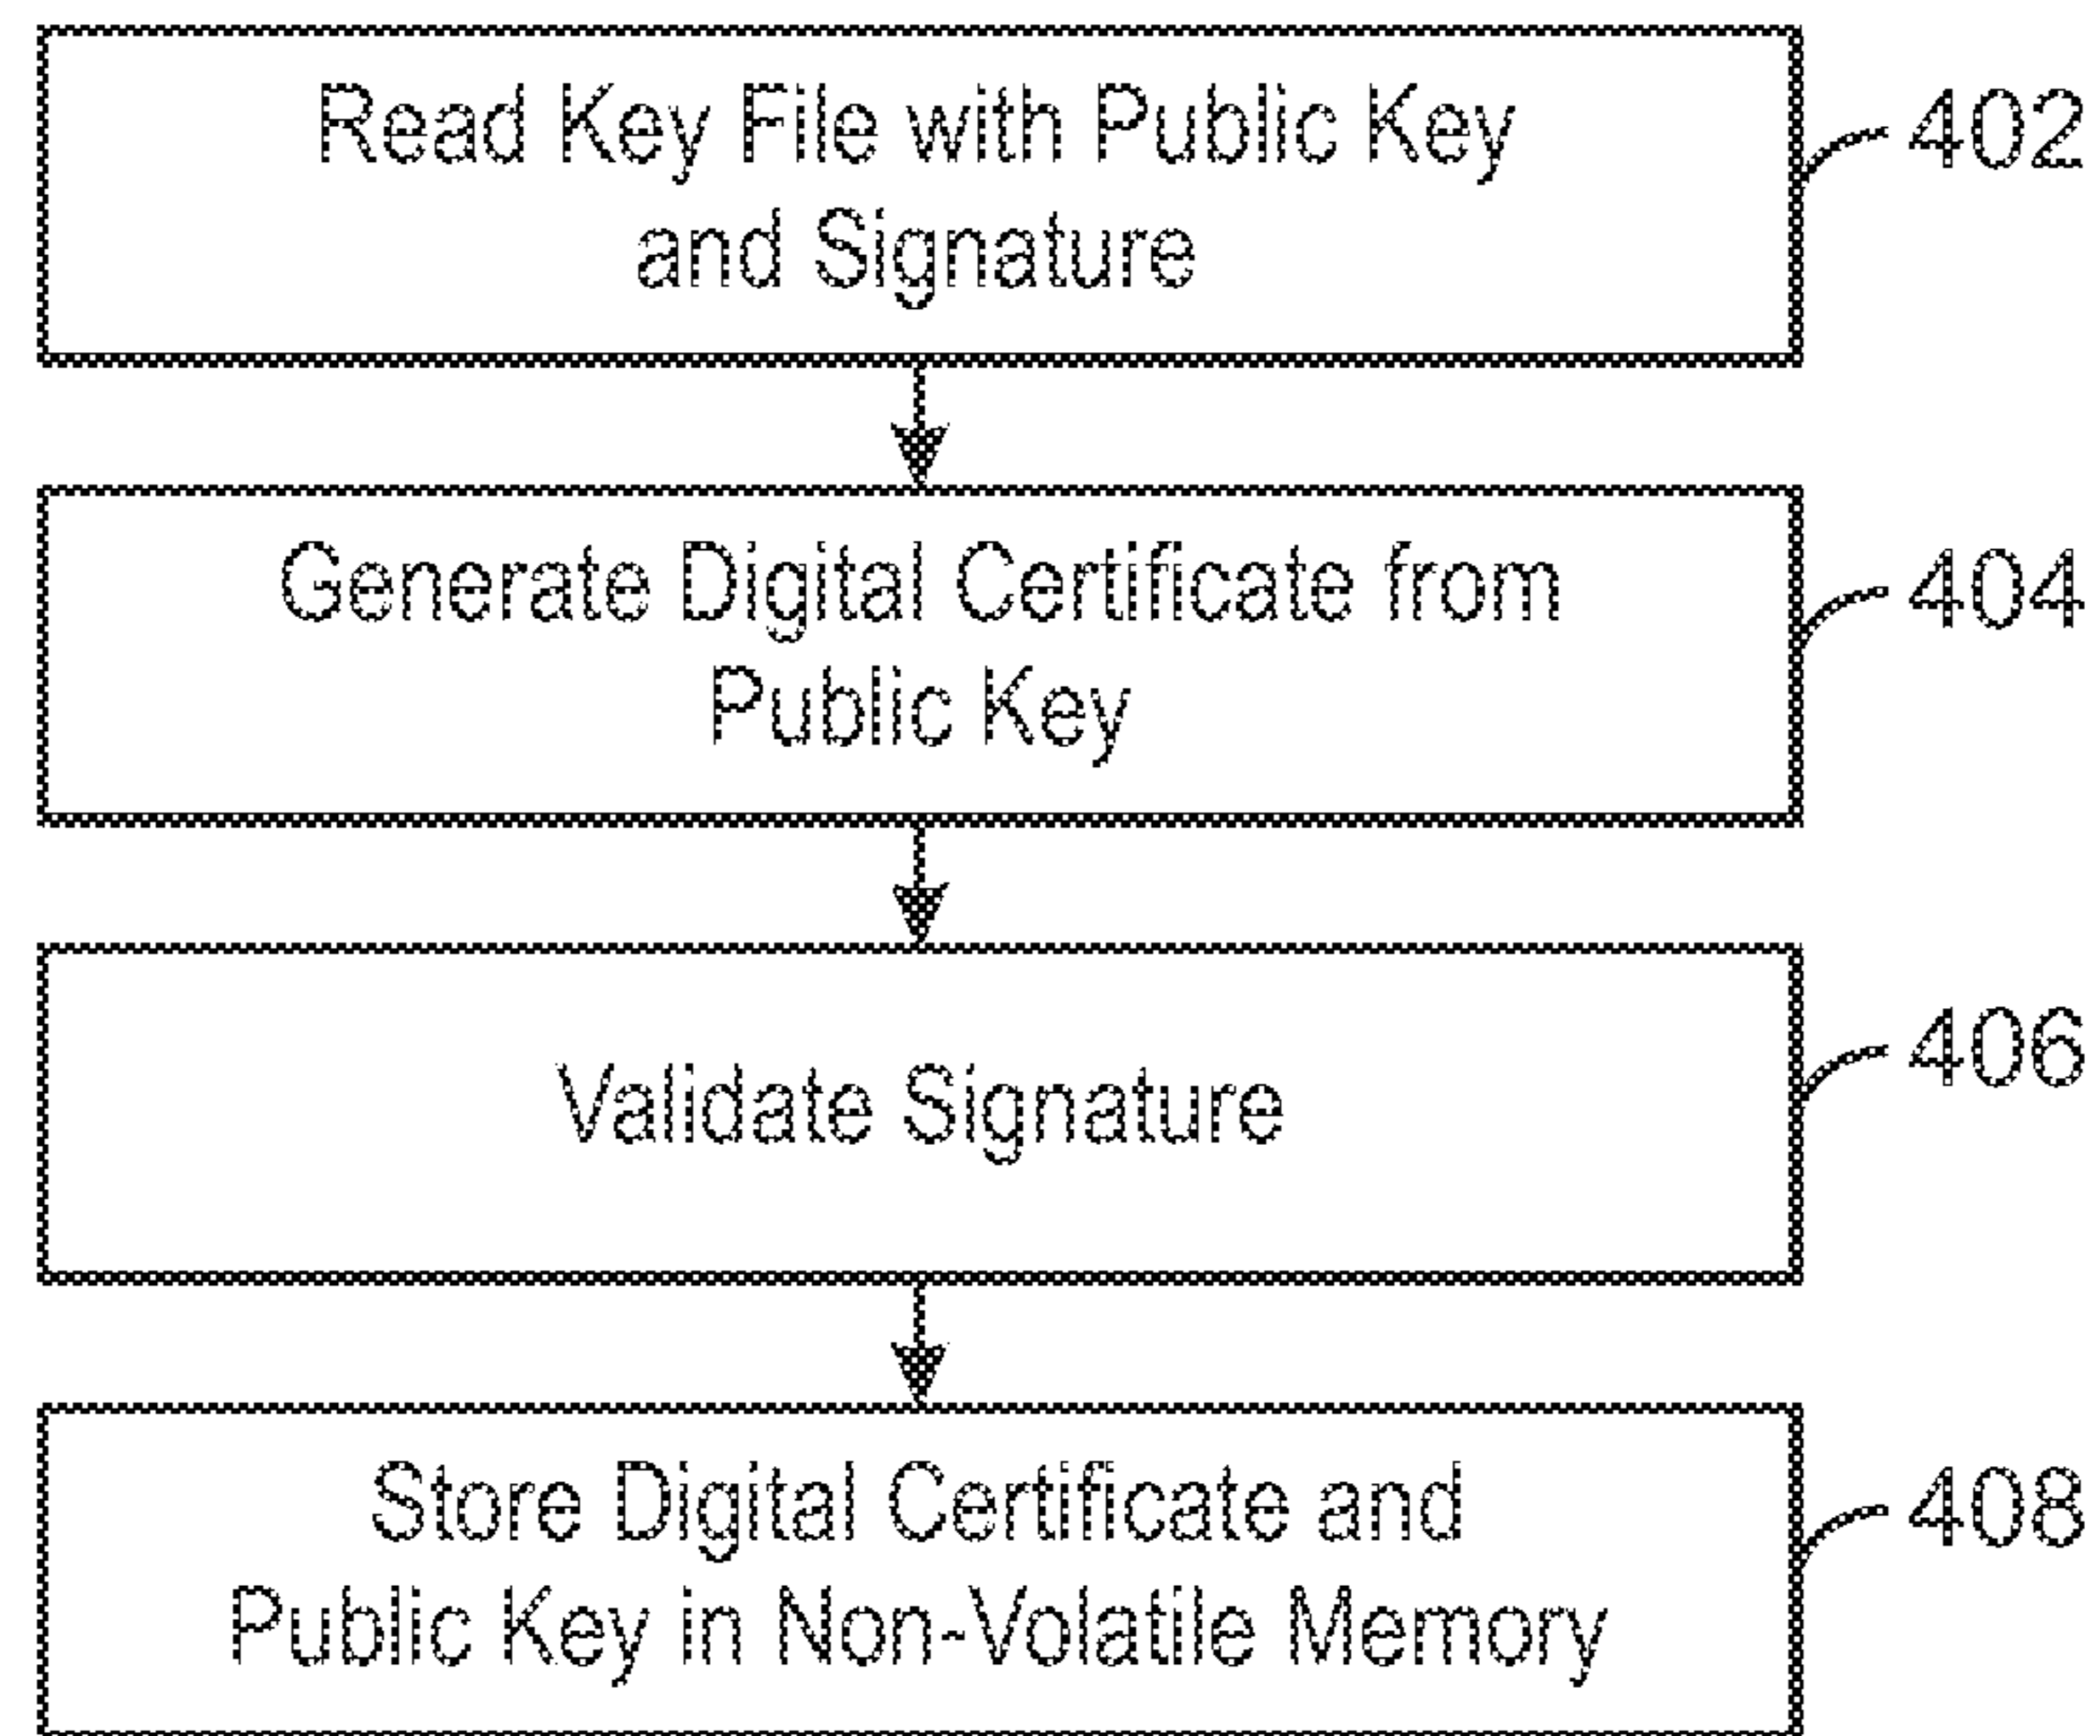 Read Key File with Public Key
and Signature
402
Generate Digital Certificate from
Public Key
404
Validate Signature
406
Store Digital Certificate and
Public Key in Non-Volatile Memory
408